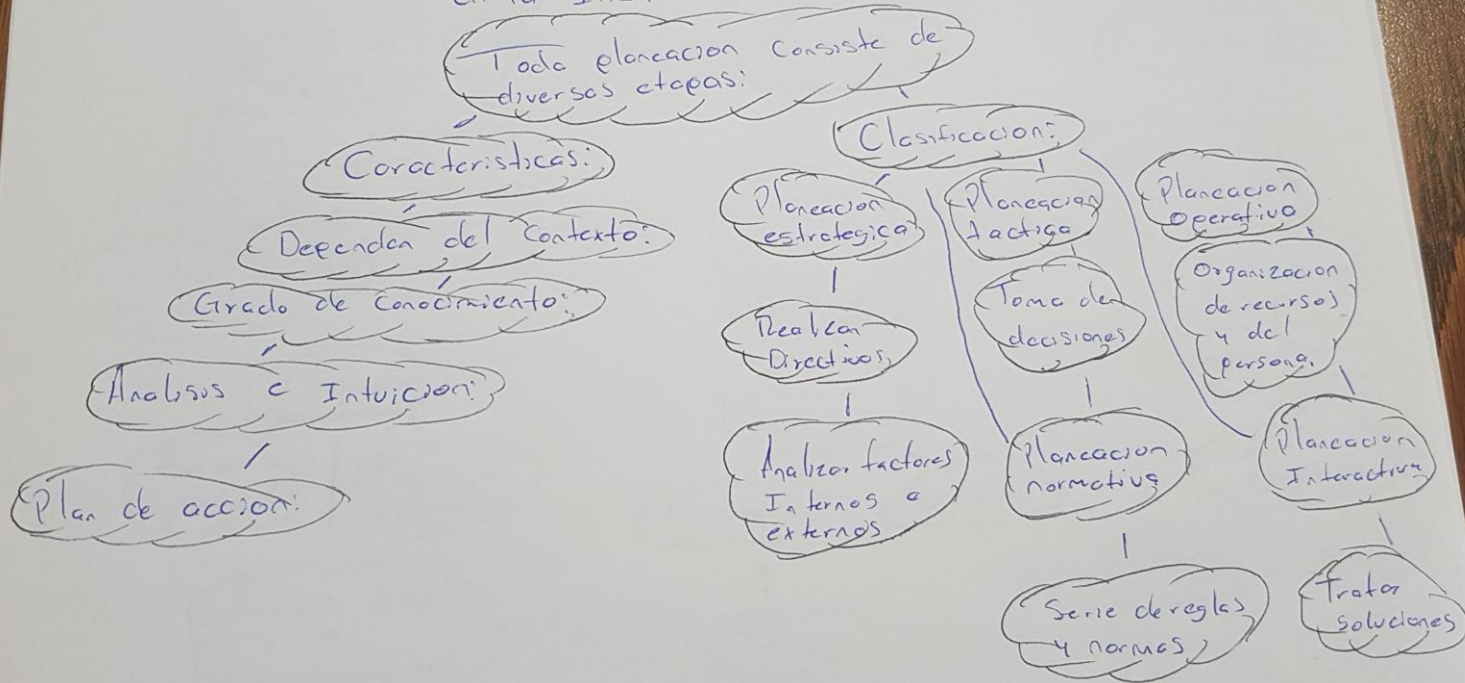 Toda planeacion consiste de
diversas etapas:
Caracteristicas:
Dependen del Contexto:
Grado de Conocimiento:
Analisis e Intuicion:
Plan de accion:
Clasificacion:
Planeacion
estrategica
Realizan
Directivos
Analizar factores
Internos e
externos
Planeacion
tactica
Toma de
decisiones
Planeacion
normativa
Serie de reglas
y normas
Planeacion
operativo
Organizacion
de recursos
y del
persona.
Planeacion
Interactiva
Tratar
soluciones